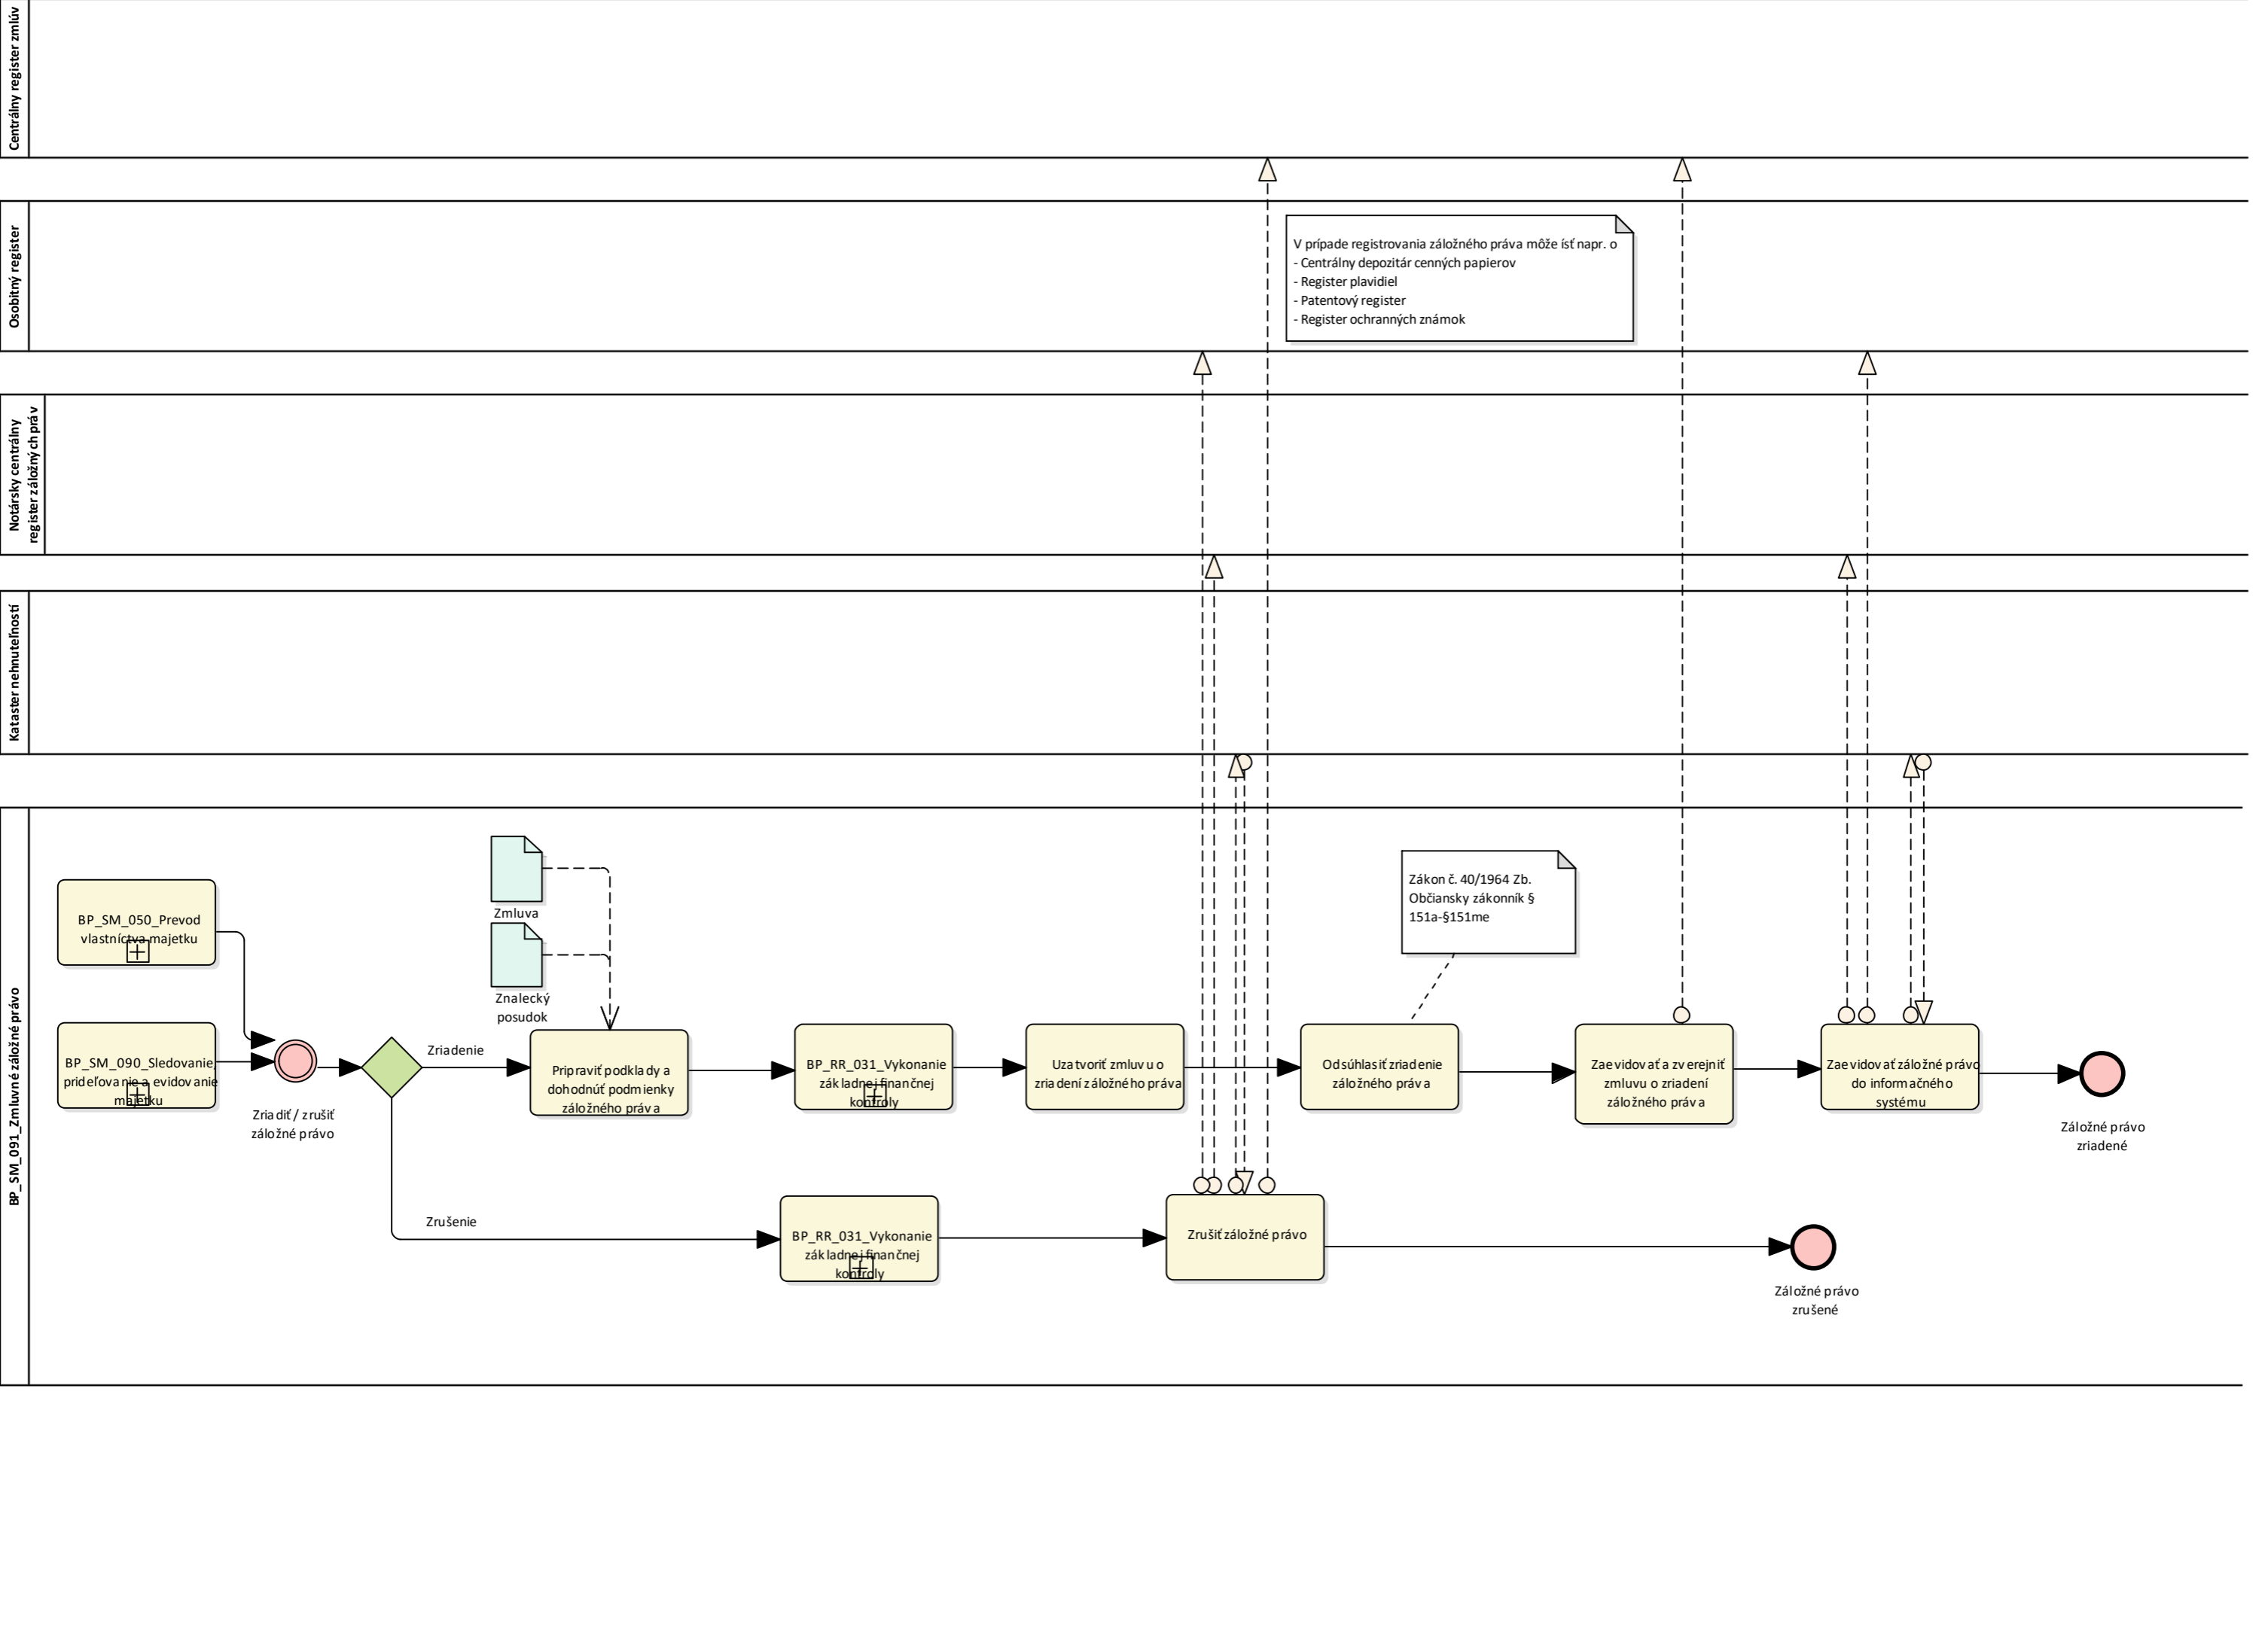 Centrálny register zmlúv
Osobitný register
V prípade registrovania záložného práva môže ísť napr. o
- Centrálny depozitár cenných papierov
- Register plavidiel
- Patentový register
- Register ochranných známok
Notársky centrálny
register záložných práv
Kataster nehnuteľností
BP_SM_091_Zmluvné záložné právo
BP_SM_050_Prevod
vlastníctva majetku
BP_SM_090_Sledovanie,
prideľovanie a evidovanie
majetku
Zriadiť / zrušiť
záložné právo
Zmluva
Znalecký
posudok
Zriadenie
Pripraviť podklady a
dohodnúť podmienky
záložného práva
BP_RR_031_Vykonanie
základnej finančnej
kontroly
Uzatvoriť zmluvu o
zriadení záložného práva
Zákon č. 40/1964 Zb.
Občiansky zákonník §
151a-§151me
Odsúhlasiť zriadenie
záložného práva
Zaevidovať a zverejniť
zmluvu o zriadení
záložného práva
Zaevidovať záložné právo
do informačného
systému
Záložné právo
zriadené
Zrušenie
BP_RR_031_Vykonanie
základnej finančnej
kontroly
Zrušiť záložné právo
Záložné právo
zrušené